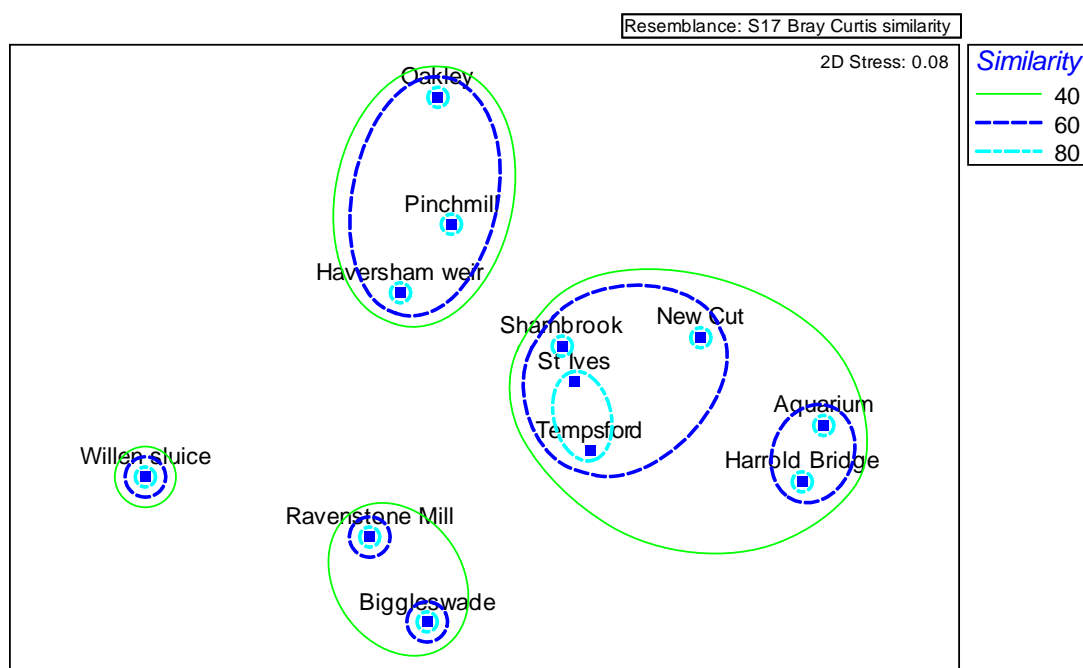 Resemblance: S17 Bray Curtis similarity
2D Stress: 0.08
Similarity
40
60
80
Oakley
Pinchmill
Haversham weir
Sharnbrook
New Cut
St Ives
Aquarium
Tempsford
Harrold Bridge
Willen sluice
Ravenstone Mill
Biggleswade